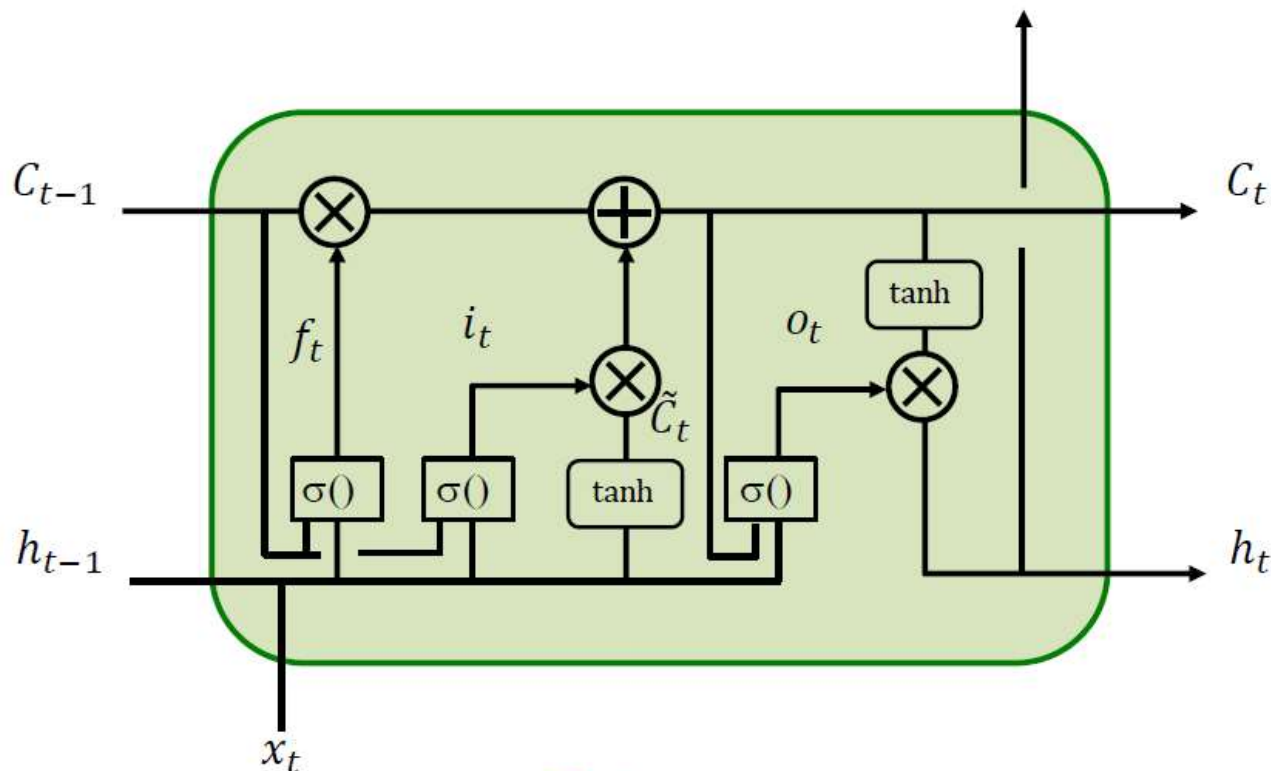 C_{t-1}
C_t
f_t
i_t
o_t
tanh
C̃_t
σ()
σ()
tanh
σ()
h_{t-1}
h_t
x_t